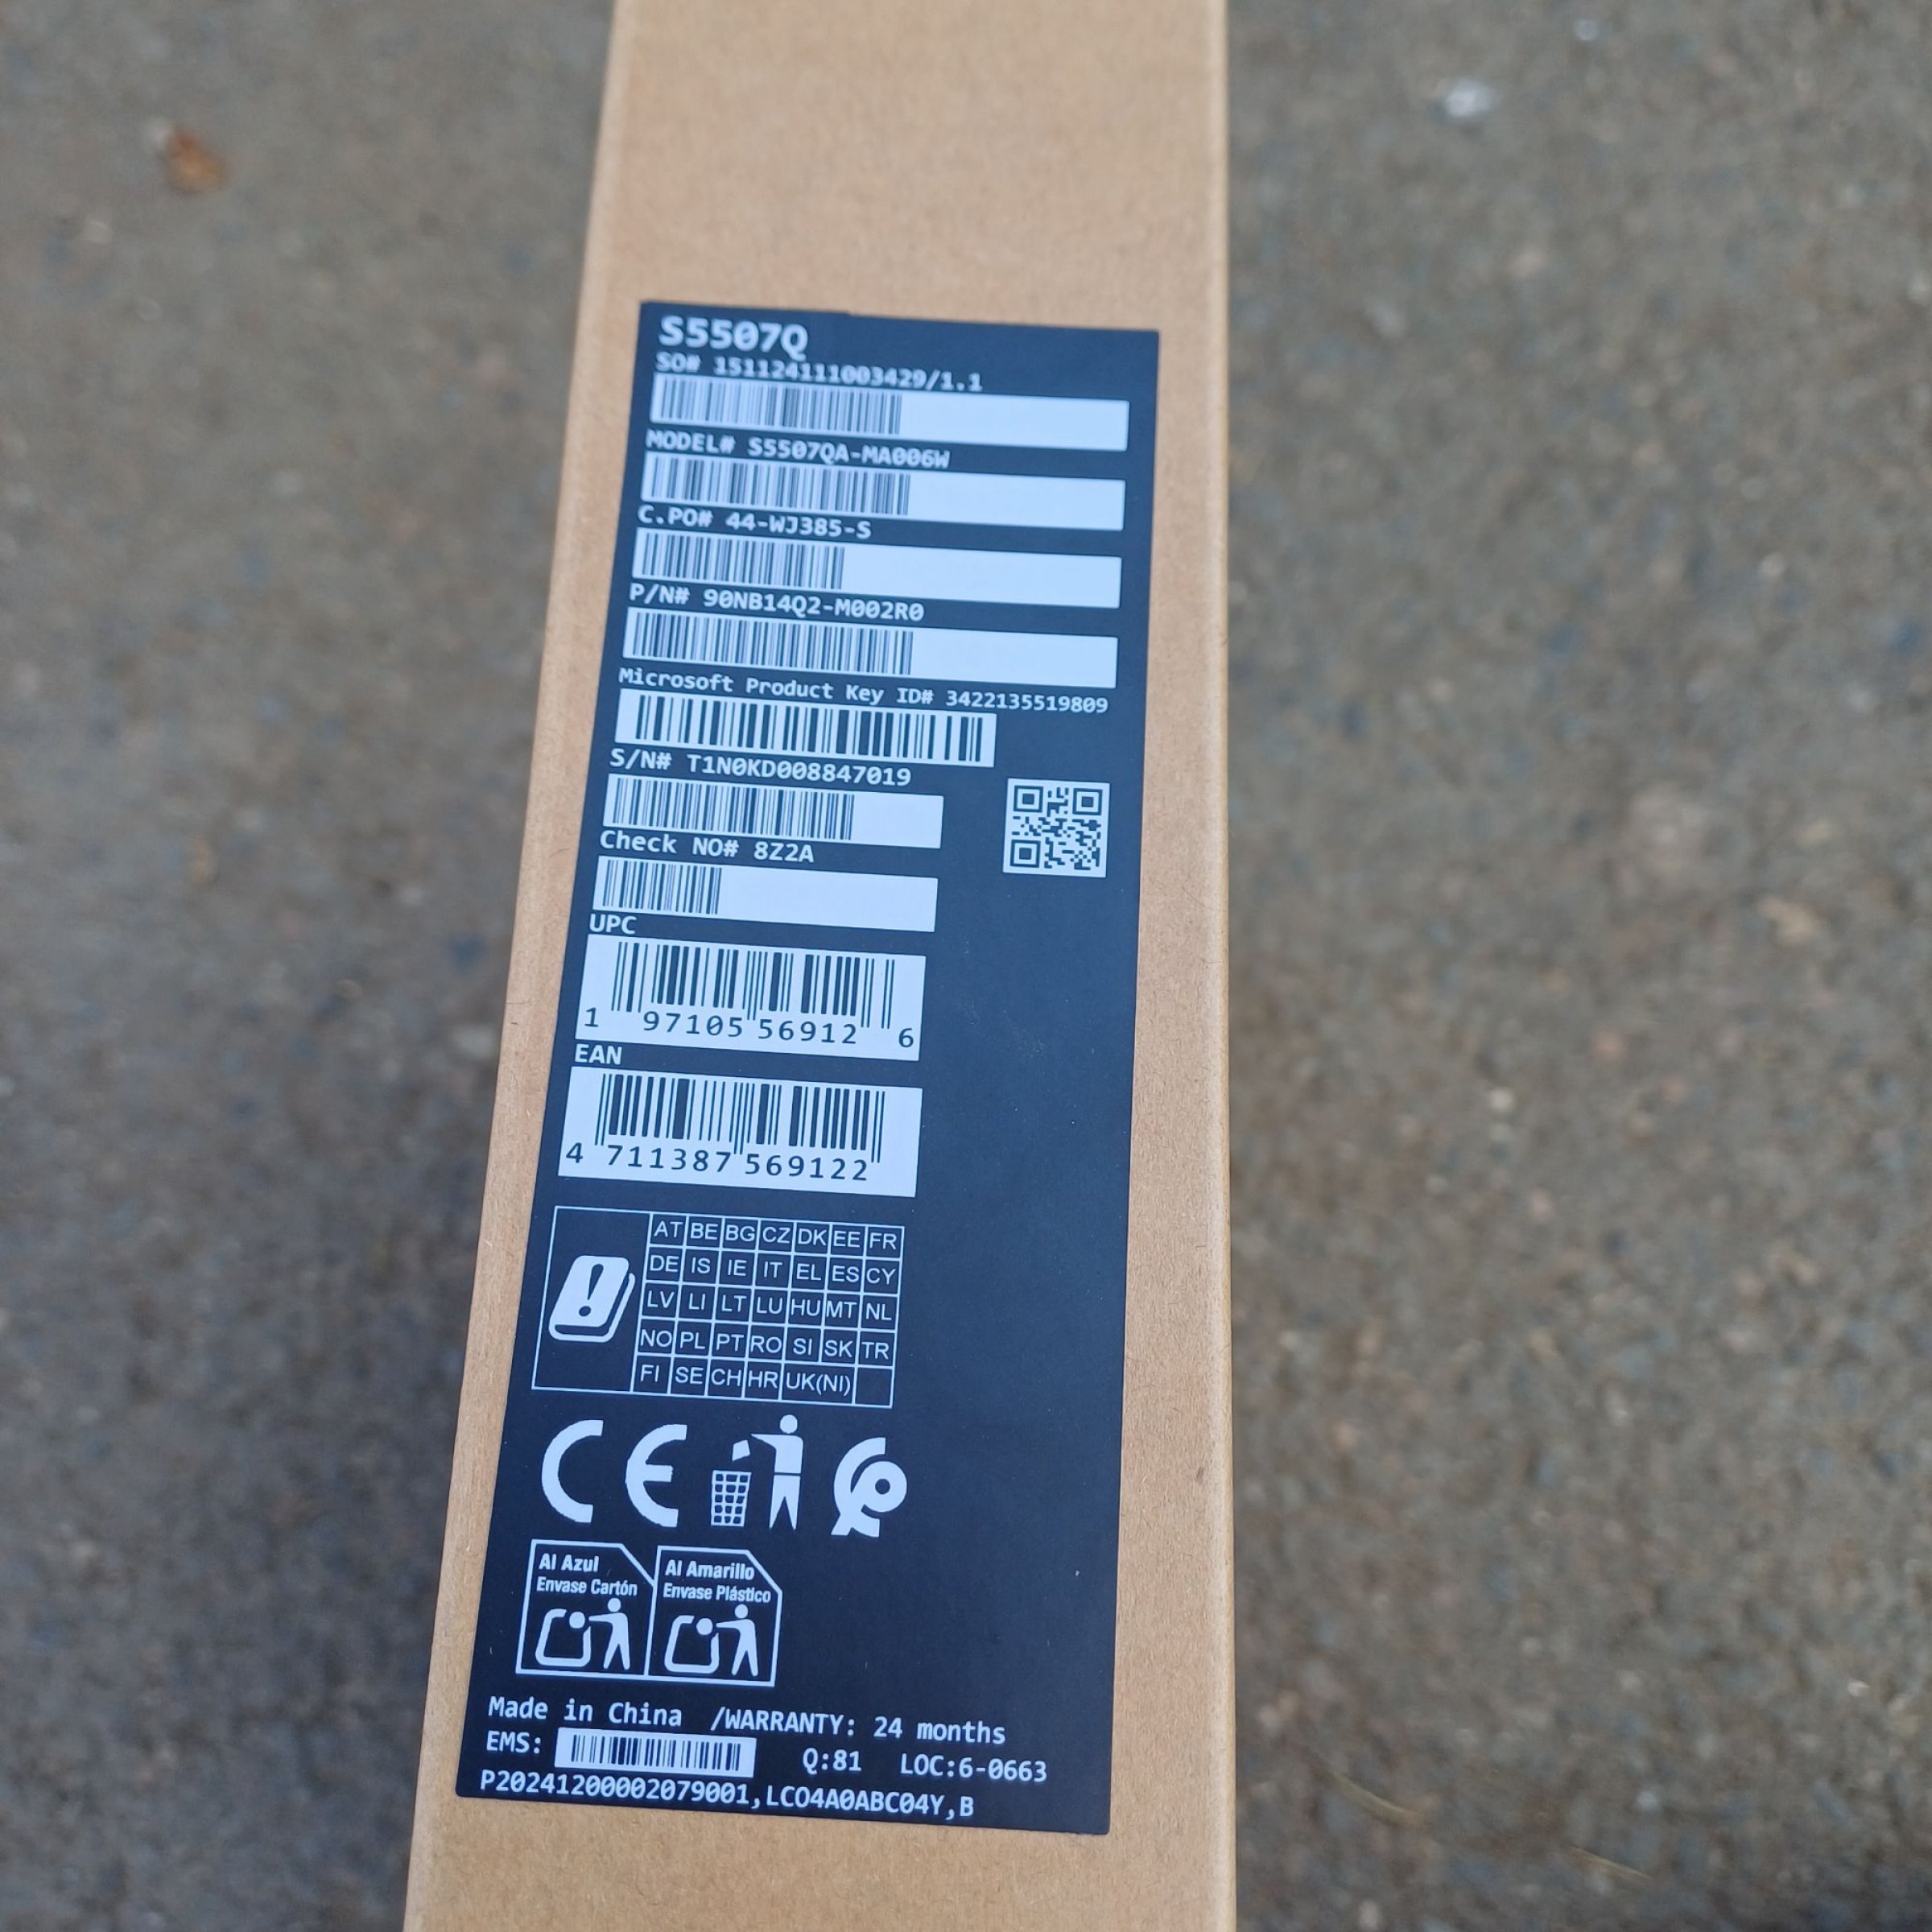 S5507Q
SO# 151124111003429/1.1
MODEL# S5507QA-MA006W
C.PO# 44-WJ385-S
P/N# 90NB14Q2-M002R0
Microsoft Product Key ID# 3422135519809
S/N# T1N0KD008847019
Check NO# 8Z2A
UPC
1 97105 56912 6
EAN
4 711387 569122
AT BE BG CZ DK EE FR
DE IS IE IT EL ES CY
LV LI LT LU HU MT NL
NO PL PT RO SI SK TR
FI SE CH HR UK(NI)
CE
Al Azul
Envase Cartón
Al Amarillo
Envase Plástico
Made in China /WARRANTY: 24 months
EMS: Q:81 LOC:6-0663
P20241200002079001,LCO4A0ABC04Y,B